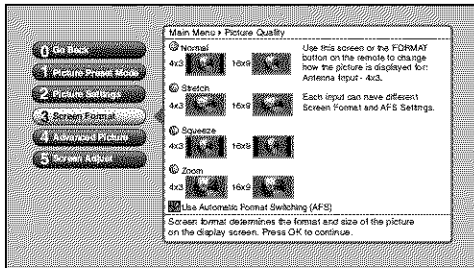 Main Menu ▸ Picture Quality
0 Go Back
1 Picture Preset Mode
2 Picture Settings
3 Screen Format
4 Advanced Picture
5 Screen Adjust
Normal
4x3 16x9
Stretch
4x3 16x9
Squeeze
4x3 16x9
Zoom
4x3 16x9
Use Automatic Format Switching (AFS)
Use this screen or the FORMAT
button on the remote to change
how the picture is displayed for:
Antenna Input - 4x3.
Each input can have different
Screen Format and AFS Settings.
Screen format determines the format and size of the picture
on the display screen. Press OK to continue.